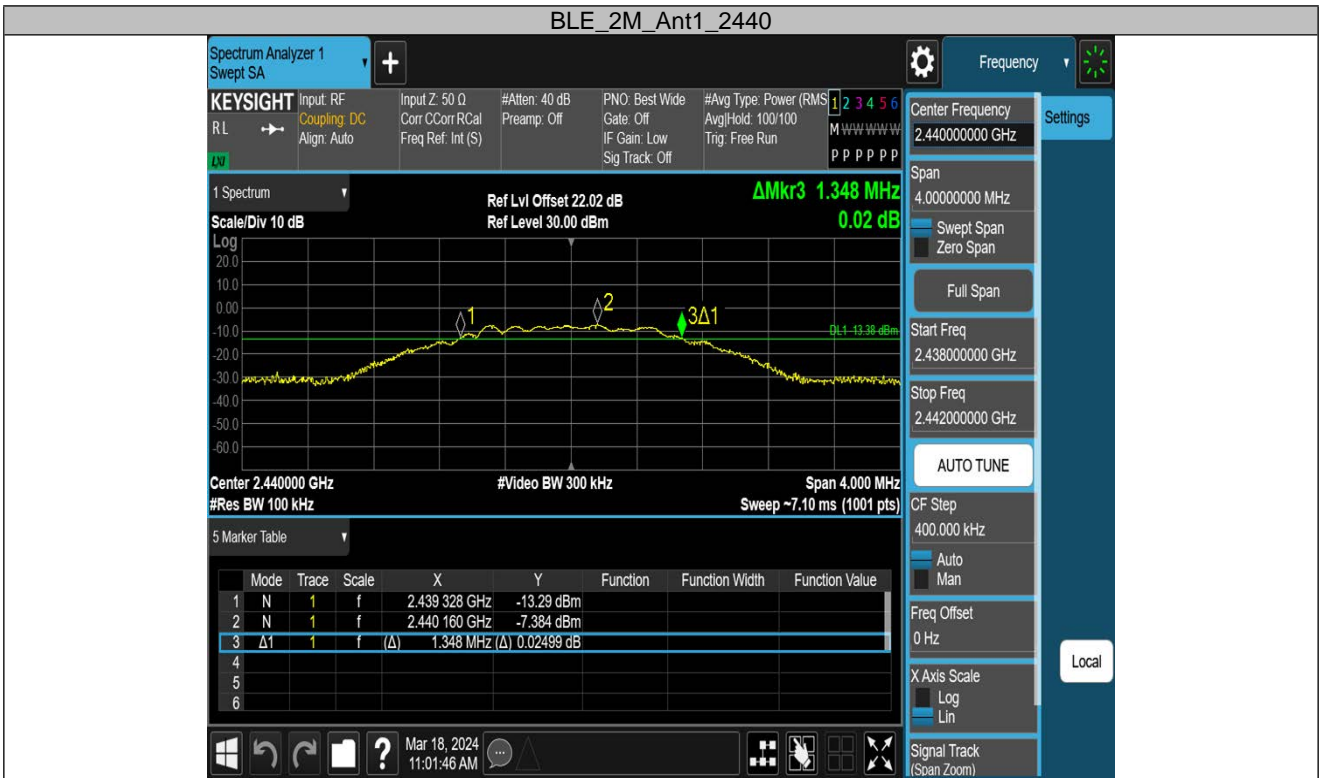 BLE_2M_Ant1_2440
Spectrum Analyzer 1
Swept SA
+
Frequency
KEYSIGHT
RL
LXI
Input: RF
Coupling: DC
Align: Auto
Input Z: 50 Ω
Corr CCorr RCal
Freq Ref: Int (S)
#Atten: 40 dB
Preamp: Off
PNO: Best Wide
Gate: Off
IF Gain: Low
Sig Track: Off
#Avg Type: Power (RMS
Avg|Hold: 100/100
Trig: Free Run
1 2 3 4 5 6
M W W W W W
P P P P P P
1 Spectrum
Scale/Div 10 dB
Ref Lvl Offset 22.02 dB
Ref Level 30.00 dBm
ΔMkr3 1.348 MHz
0.02 dB
Log
20.0
10.0
0.00
-10.0
-20.0
-30.0
-40.0
-50.0
-60.0
1
2
3Δ1
DL1 -13.38 dBm
Center 2.440000 GHz
#Res BW 100 kHz
#Video BW 300 kHz
Span 4.000 MHz
Sweep ~7.10 ms (1001 pts)
5 Marker Table
Mode Trace Scale X Y Function Function Width Function Value
1 N 1 f 2.439 328 GHz -13.29 dBm
2 N 1 f 2.440 160 GHz -7.384 dBm
3 Δ1 1 f (Δ) 1.348 MHz (Δ) 0.02499 dB
4
5
6
?
Mar 18, 2024
11:01:46 AM
Center Frequency
2.440000000 GHz
Span
4.00000000 MHz
Swept Span
Zero Span
Full Span
Start Freq
2.438000000 GHz
Stop Freq
2.442000000 GHz
AUTO TUNE
CF Step
400.000 kHz
Auto
Man
Freq Offset
0 Hz
X Axis Scale
Log
Lin
Signal Track
(Span Zoom)
Settings
Local